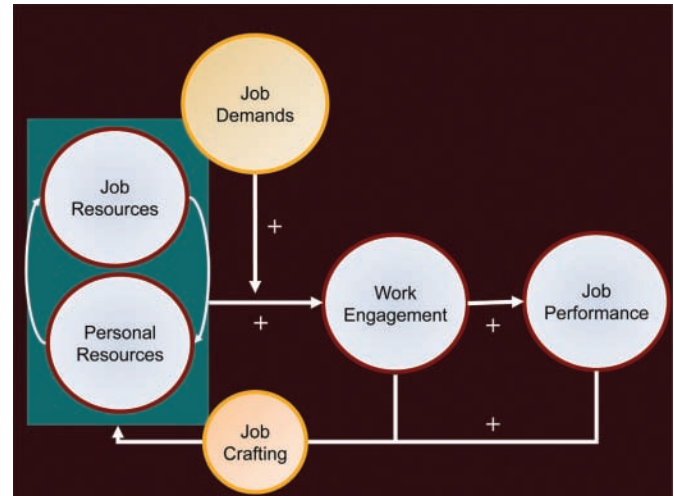 Job
Demands
Job
Resources
+
Personal
Resources
+
Work
Engagement
+
Job
Performance
Job
Crafting
+